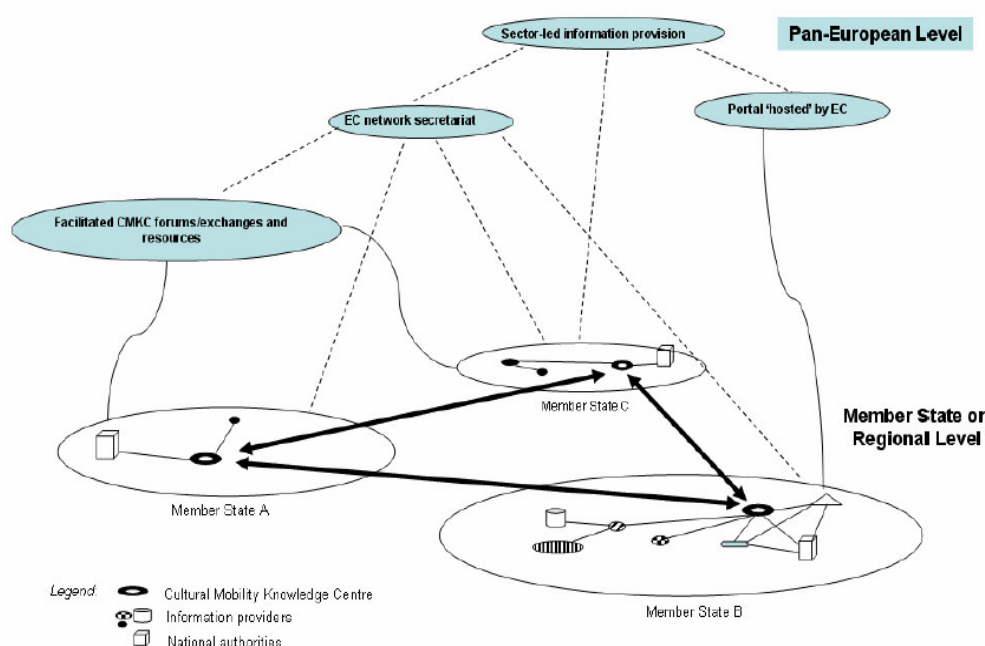 Sector-led information provision
Pan-European Level
EC network secretariat
Portal 'hosted' by EC
Facilitated CMKC forums/exchanges and
resources
Member State C
Member State or
Regional Level
Member State A
Member State B
Legend:
Cultural Mobility Knowledge Centre
Information providers
National authorities